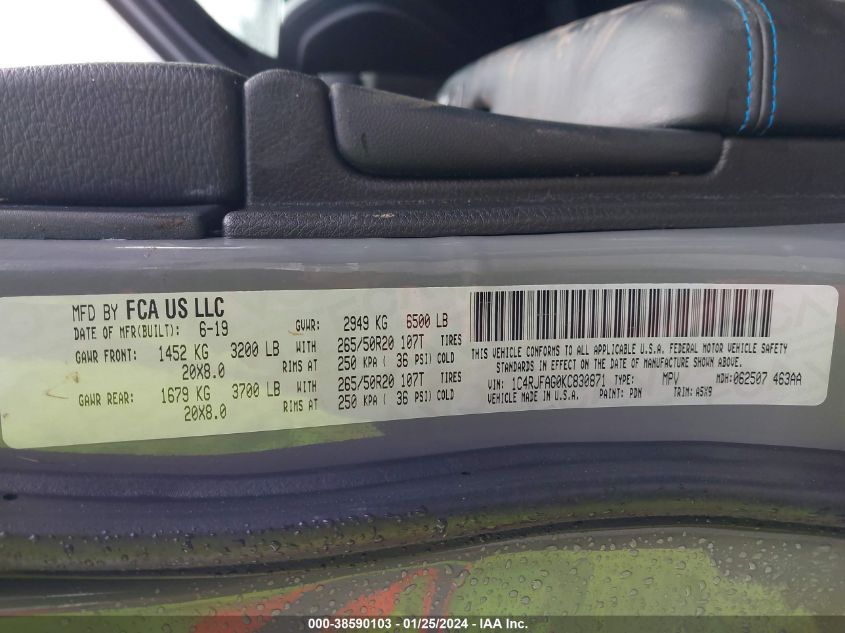 MFD BY FCA US LLC
DATE OF MFR(BUILT): 6-19
GVWR: 2949 KG 6500 LB
GAWR FRONT: 1452 KG 3200 LB WITH 265/50R20 107T TIRES
20X8.0 RIMS AT 250 KPA ( 36 PSI) COLD
GAWR REAR: 1679 KG 3700 LB WITH 265/50R20 107T TIRES
20X8.0 RIMS AT 250 KPA ( 36 PSI) COLD
THIS VEHICLE CONFORMS TO ALL APPLICABLE U.S.A. FEDERAL MOTOR VEHICLE SAFETY
STANDARDS IN EFFECT ON THE DATE OF MANUFACTURE SHOWN ABOVE.
VIN: 1C4RJFAG0KC830871 TYPE: MPV MDH:062507 463AA
VEHICLE MADE IN U.S.A. PAINT: PDN TRIM: A5X9
000-38590103 — 01/25/2024 — IAA Inc.